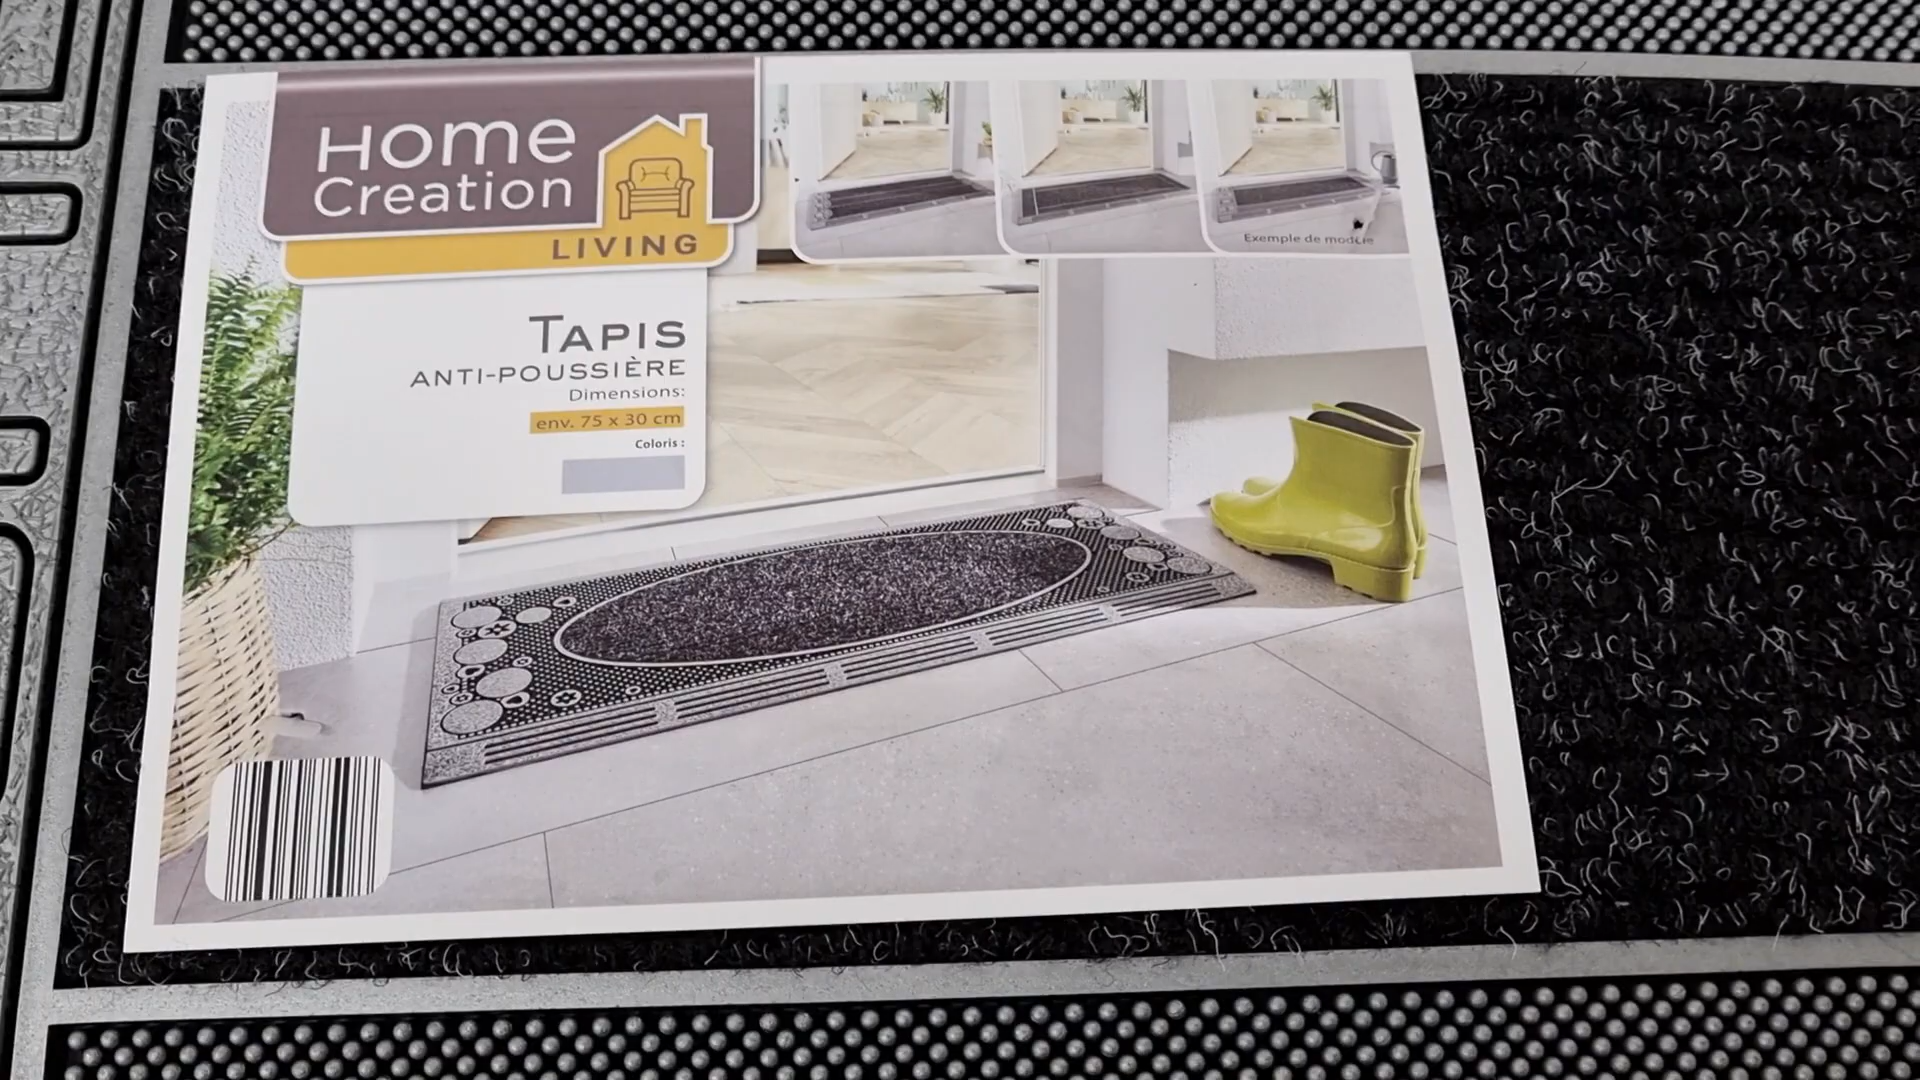 Home
Creation
LIVING
TAPIS
ANTI-POUSSIÈRE
Dimensions:
env. 75 x 30 cm
Coloris :
Exemple de modèle